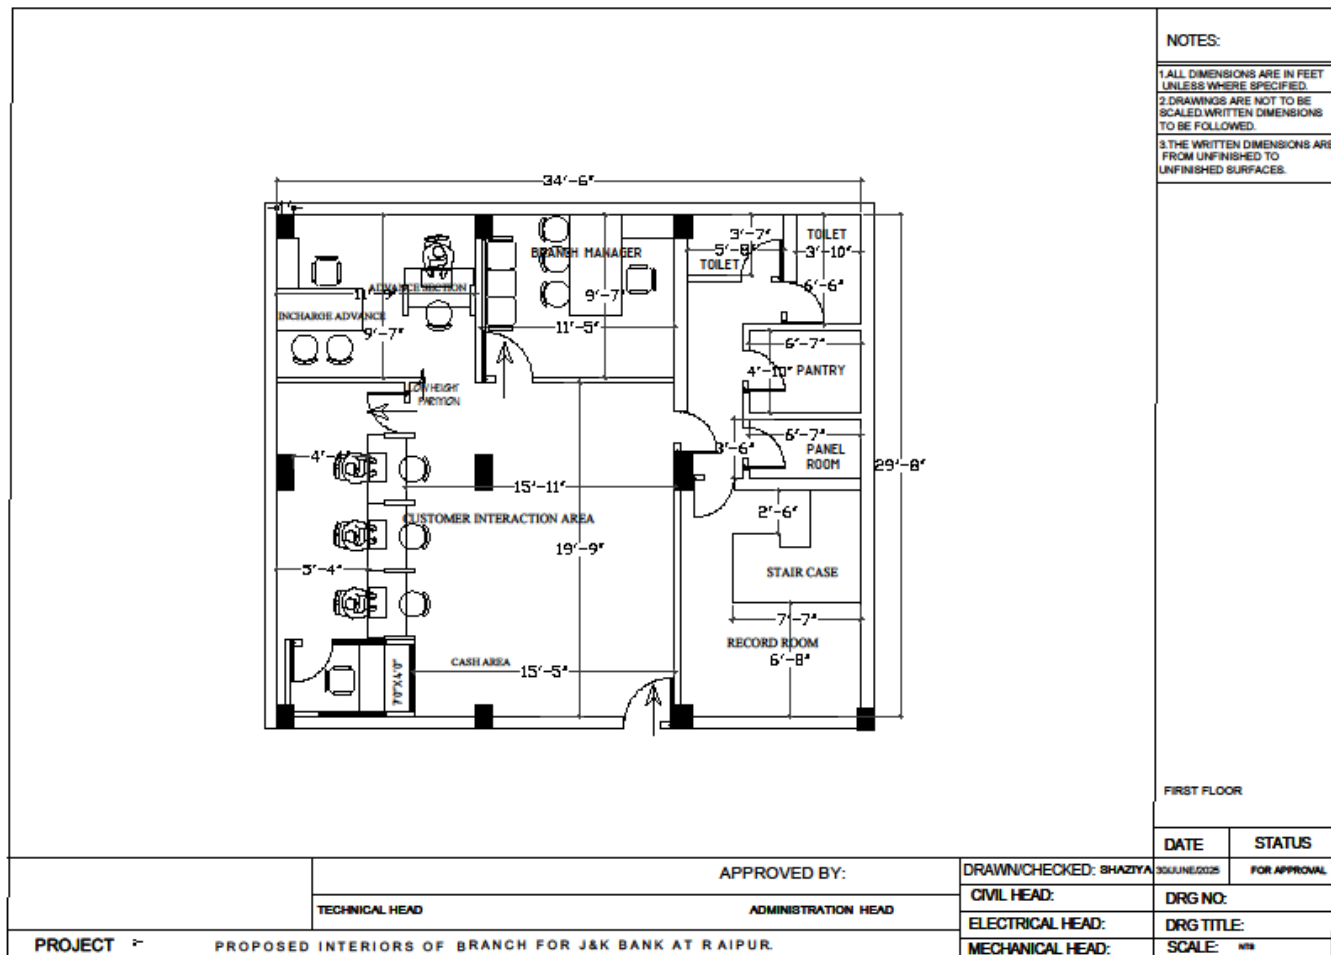 NOTES:
1.ALL DIMENSIONS ARE IN FEET
UNLESS WHERE SPECIFIED.
2.DRAWINGS ARE NOT TO BE
SCALED.WRITTEN DIMENSIONS
TO BE FOLLOWED.
3.THE WRITTEN DIMENSIONS ARE
FROM UNFINISHED TO
UNFINISHED SURFACES.
34'-6"
1'
3'-7"
TOILET
5'-8"
3'-10"
BRANCH MANAGER
TOILET
6'-6"
ADVANCE SECTION
11'-9"
9'-7"
INCHARGE ADVANCE
9'-7"
11'-5"
6'-7"
4'-10"
PANTRY
LOW HEIGHT
PARTITION
6'-7"
3'-6"
PANEL
ROOM
4'-4"
29'-8"
15'-11"
2'-6"
CUSTOMER INTERACTION AREA
19'-9"
5'-4"
STAIR CASE
7'-7"
RECORD ROOM
6'-8"
CASH AREA
15'-5"
7'0"X4'0"
FIRST FLOOR
DATE
STATUS
30/JUNE/2025
FOR APPROVAL
APPROVED BY:
DRAWN/CHECKED: SHAZIYA
TECHNICAL HEAD
ADMINISTRATION HEAD
CIVIL HEAD:
DRG NO:
ELECTRICAL HEAD:
DRG TITLE:
PROJECT :-
PROPOSED INTERIORS OF BRANCH FOR J&K BANK AT RAIPUR.
MECHANICAL HEAD:
SCALE: NTS